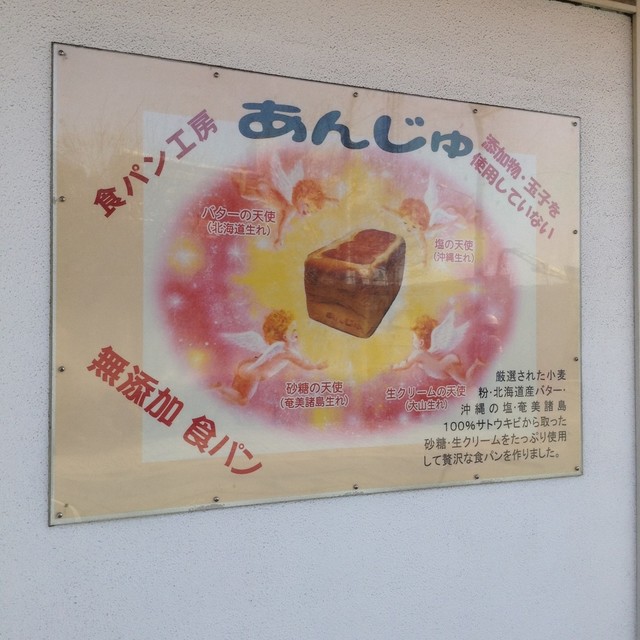 食パン工房
あんじゅ
添加物・玉子を
使用していない
バターの天使
(北海道生れ)
塩の天使
(沖縄生れ)
砂糖の天使
(奄美諸島生れ)
生クリームの天使
(大山生れ)
無添加 食パン
厳選された小麦
粉・北海道産バター・
沖縄の塩・奄美諸島
100%サトウキビから取った
砂糖・生クリームをたっぷり使用
して贅沢な食パンを作りました。